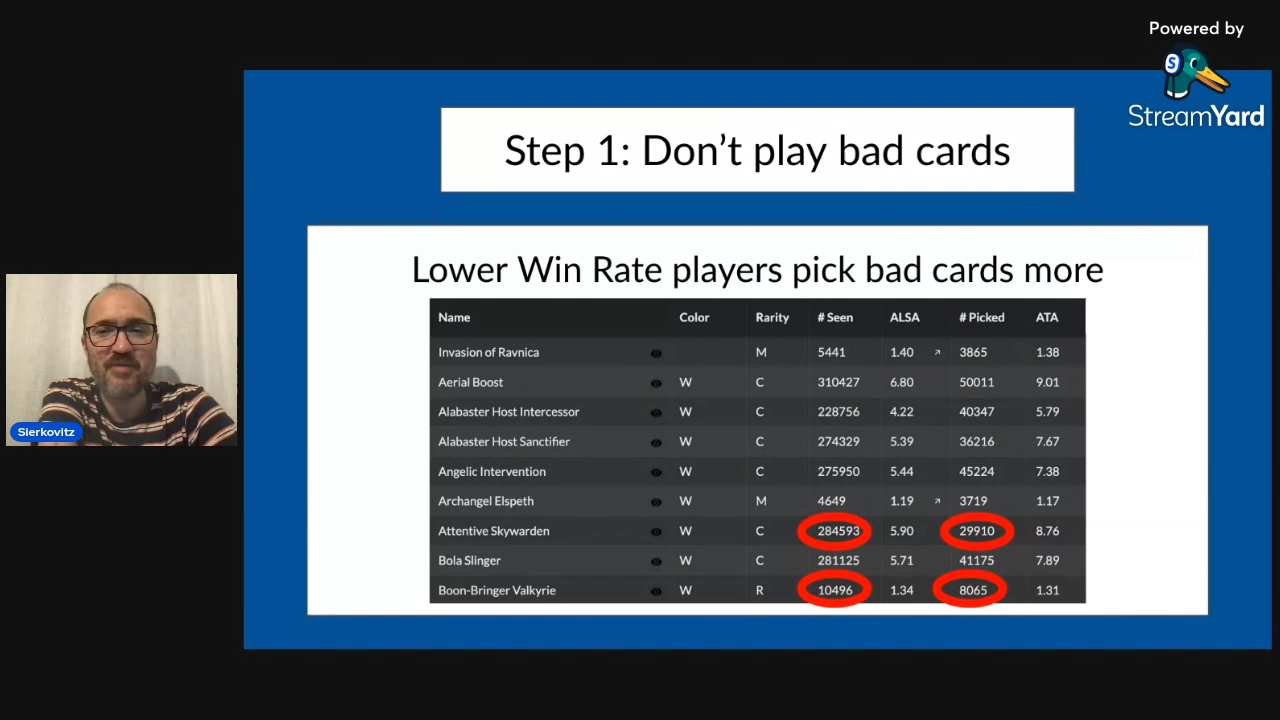 Powered by
S
StreamYard
Step 1: Don't play bad cards
Lower Win Rate players pick bad cards more
Name Color Rarity # Seen ALSA # Picked ATA
Invasion of Ravnica M 5441 1.40 ↗ 3865 1.38
Aerial Boost W C 310427 6.80 50011 9.01
Alabaster Host Intercessor W C 228756 4.22 40347 5.79
Alabaster Host Sanctifier W C 274329 5.39 36216 7.67
Angelic Intervention W C 275950 5.44 45224 7.38
Archangel Elspeth W M 4649 1.19 ↗ 3719 1.17
Attentive Skywarden W C 284593 5.90 29910 8.76
Bola Slinger W C 281125 5.71 41175 7.89
Boon-Bringer Valkyrie W R 10496 1.34 8065 1.31
Sierkovitz